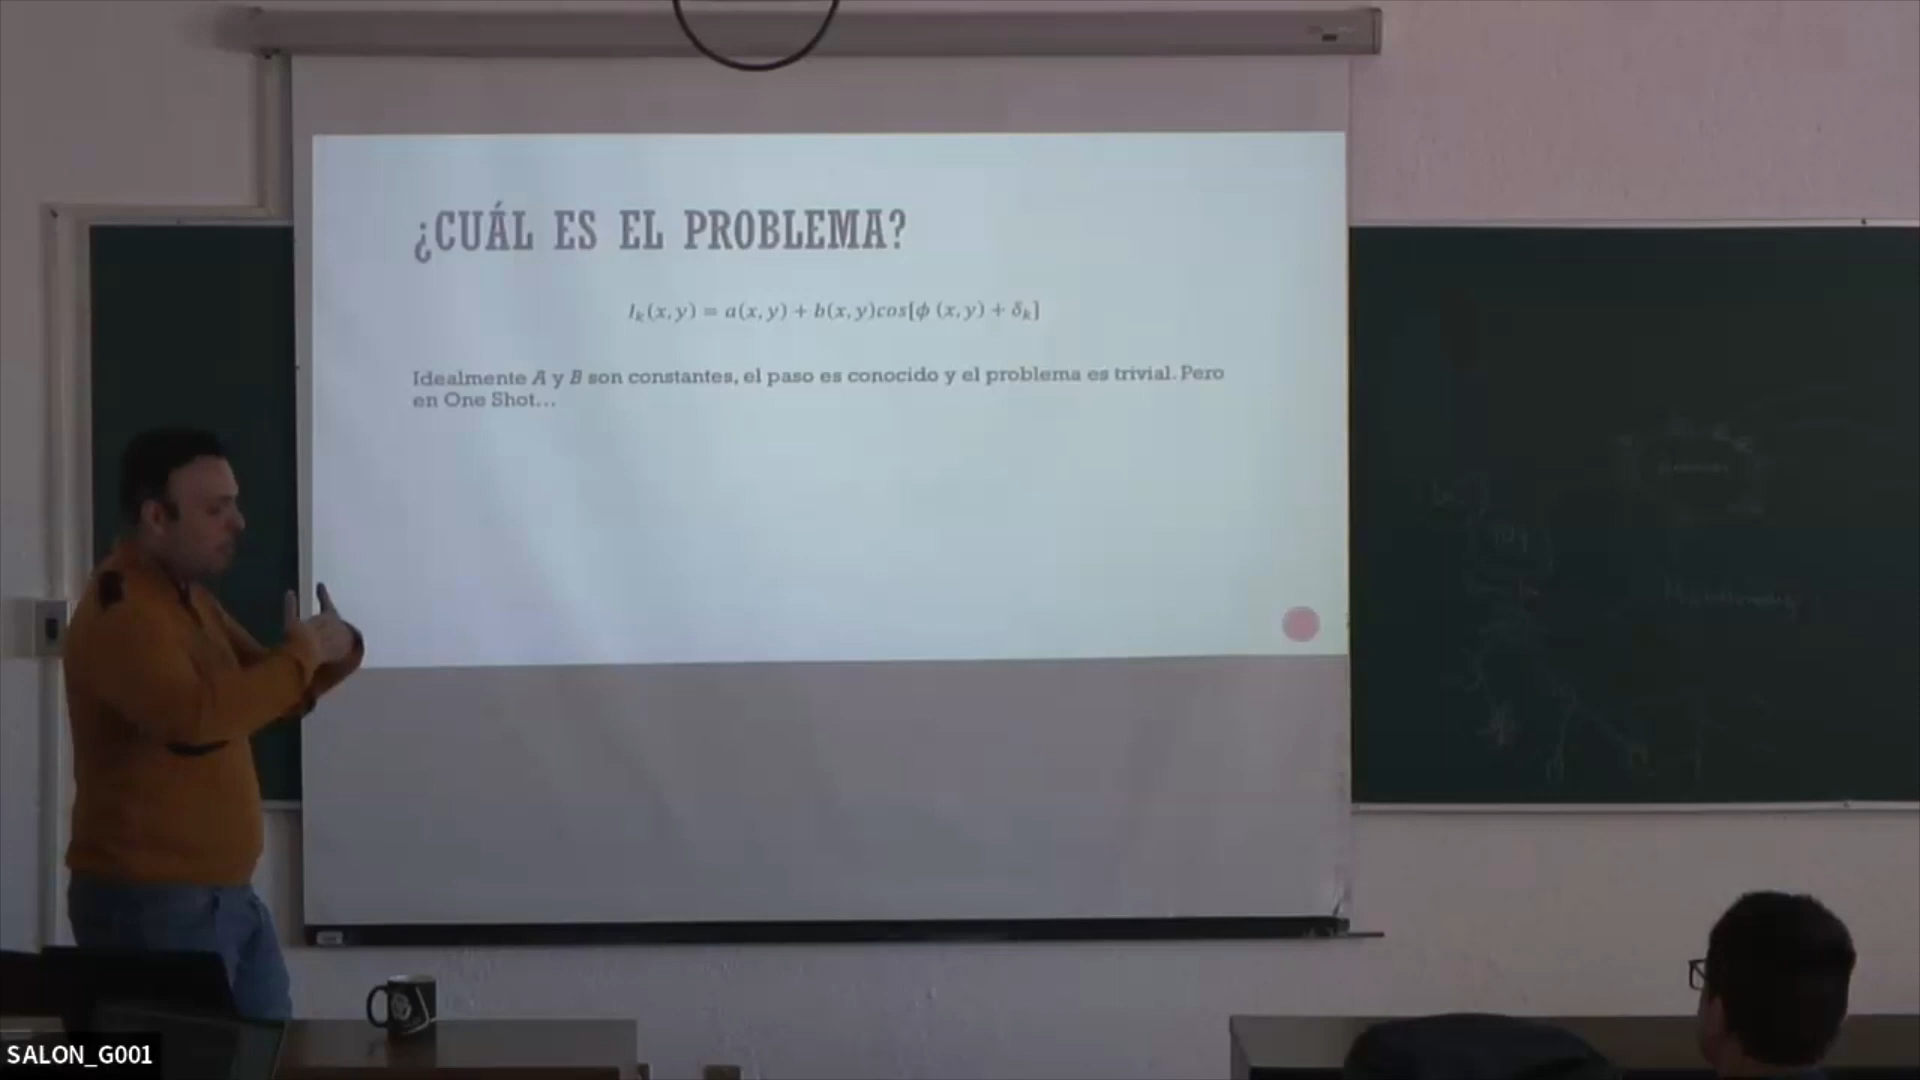 ¿CUÁL ES EL PROBLEMA?
I_k(x,y) = a(x,y) + b(x,y)cos[ϕ (x,y) + δ_k]
Idealmente A y B son constantes, el paso es conocido y el problema es trivial. Pero
en One Shot...
SALON_G001